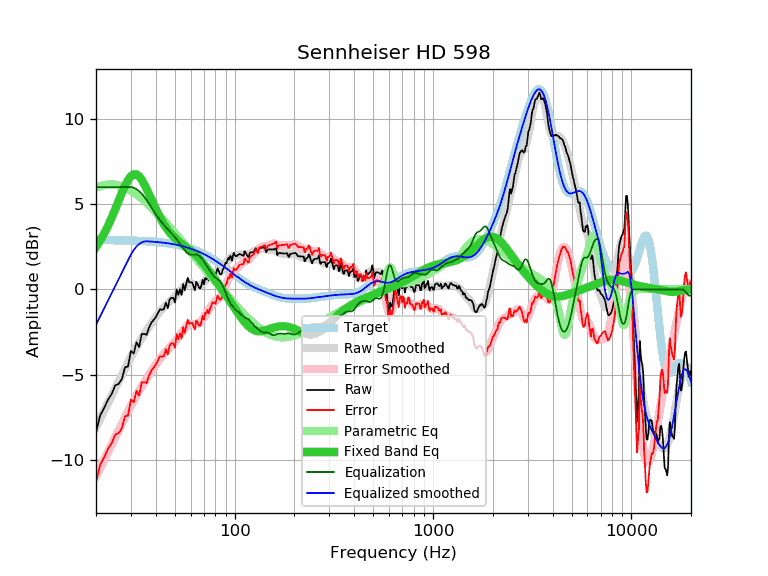 Sennheiser HD 598
Amplitude (dBr)
10
5
0
−5
−10
100
1000
10000
Frequency (Hz)
Target
Raw Smoothed
Error Smoothed
Raw
Error
Parametric Eq
Fixed Band Eq
Equalization
Equalized smoothed